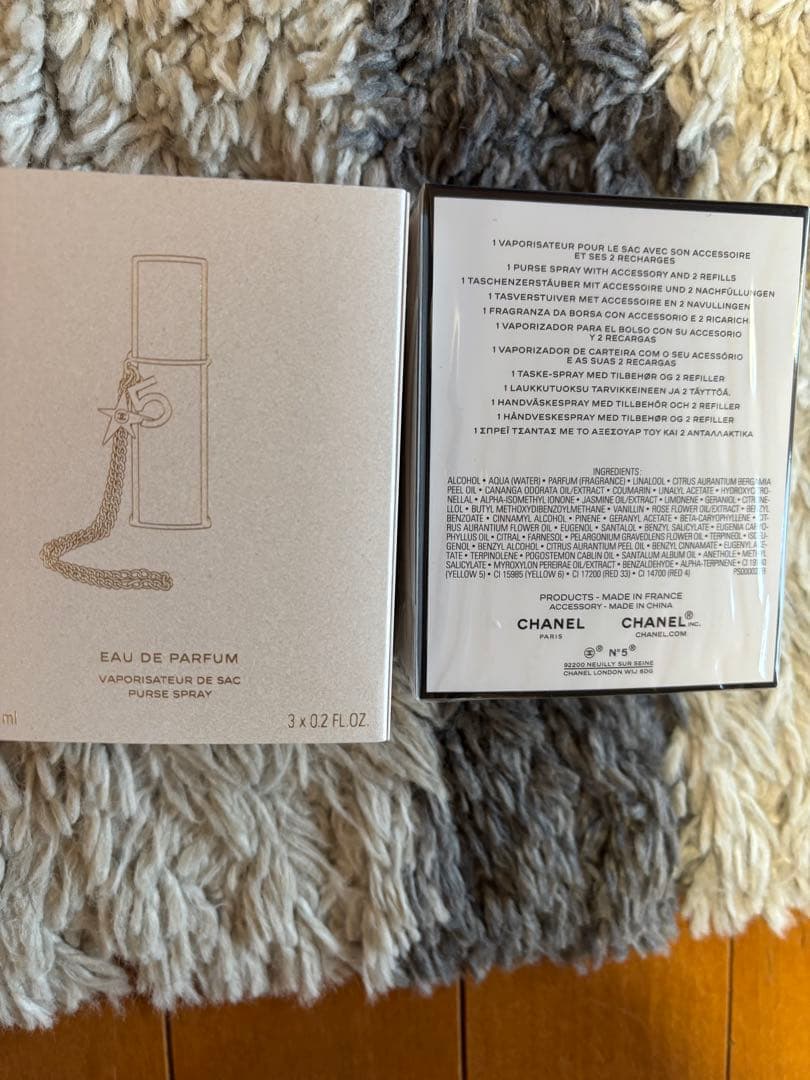 5
EAU DE PARFUM
VAPORISATEUR DE SAC
PURSE SPRAY
ml
3 x 0.2 FL.OZ.
1 VAPORISATEUR POUR LE SAC AVEC SON ACCESSOIRE
ET SES 2 RECHARGES
1 PURSE SPRAY WITH ACCESSORY AND 2 REFILLS
1 TASCHENZERSTÄUBER MIT ACCESSOIRE UND 2 NACHFÜLLUNGEN
1 TASVERSTUIVER MET ACCESSOIRE EN 2 NAVULLINGEN
1 FRAGRANZA DA BORSA CON ACCESSORIO E 2 RICARICH
1 VAPORIZADOR PARA EL BOLSO CON SU ACCESORIO
Y 2 RECARGAS
1 VAPORIZADOR DE CARTEIRA COM O SEU ACESSÓRIO
E AS SUAS 2 RECARGAS
1 TASKE-SPRAY MED TILBEHØR OG 2 REFILLER
1 LAUKKUTUOKSU TARVIKKEINEEN JA 2 TÄYTTÖÄ,
1 HANDVÄSKESPRAY MED TILLBEHÖR OCH 2 REFILLER
1 HÅNDVESKESPRAY MED TILBEHØR OG 2 REFILLER
1 ΣΠΡΕΪ ΤΣΑΝΤΑΣ ΜΕ ΤΟ ΑΞΕΣΟΥΑΡ ΤΟΥ ΚΑΙ 2 ΑΝΤΑΛΛΑΚΤΙΚΑ
INGREDIENTS:
ALCOHOL • AQUA (WATER) • PARFUM (FRAGRANCE) • LINALOOL • CITRUS AURANTIUM BERGAMIA
PEEL OIL • CANANGA ODORATA OIL/EXTRACT • COUMARIN • LINALYL ACETATE • HYDROXYCITRO-
NELLAL • ALPHA-ISOMETHYL IONONE • JASMINE OIL/EXTRACT • LIMONENE • GERANIOL • CITRONE-
LLOL • BUTYL METHOXYDIBENZOYLMETHANE • VANILLIN • ROSE FLOWER OIL/EXTRACT • BENZYL
BENZOATE • CINNAMYL ALCOHOL • PINENE • GERANYL ACETATE • BETA-CARYOPHYLLENE • CIT-
RUS AURANTIUM FLOWER OIL • EUGENOL • SANTALOL • BENZYL SALICYLATE • EUGENIA CARYO-
PHYLLUS OIL • CITRAL • FARNESOL • PELARGONIUM GRAVEOLENS FLOWER OIL • TERPINEOL • ISOEU-
GENOL • BENZYL ALCOHOL • CITRUS AURANTIUM PEEL OIL • BENZYL CINNAMATE • EUGENYL ACE-
TATE • TERPINOLENE • POGOSTEMON CABLIN OIL • SANTALUM ALBUM OIL • ANETHOLE • METHYL
SALICYLATE • MYROXYLON PEREIRAE OIL/EXTRACT • BENZALDEHYDE • ALPHA-TERPINENE • CI 19140
(YELLOW 5) • CI 15985 (YELLOW 6) • CI 17200 (RED 33) • CI 14700 (RED 4)
PRODUCTS - MADE IN FRANCE
ACCESSORY - MADE IN CHINA
CHANEL CHANEL® INC.
PARIS CHANEL.COM
® N°5®
92200 NEUILLY SUR SEINE
CHANEL LONDON W1J 6DG